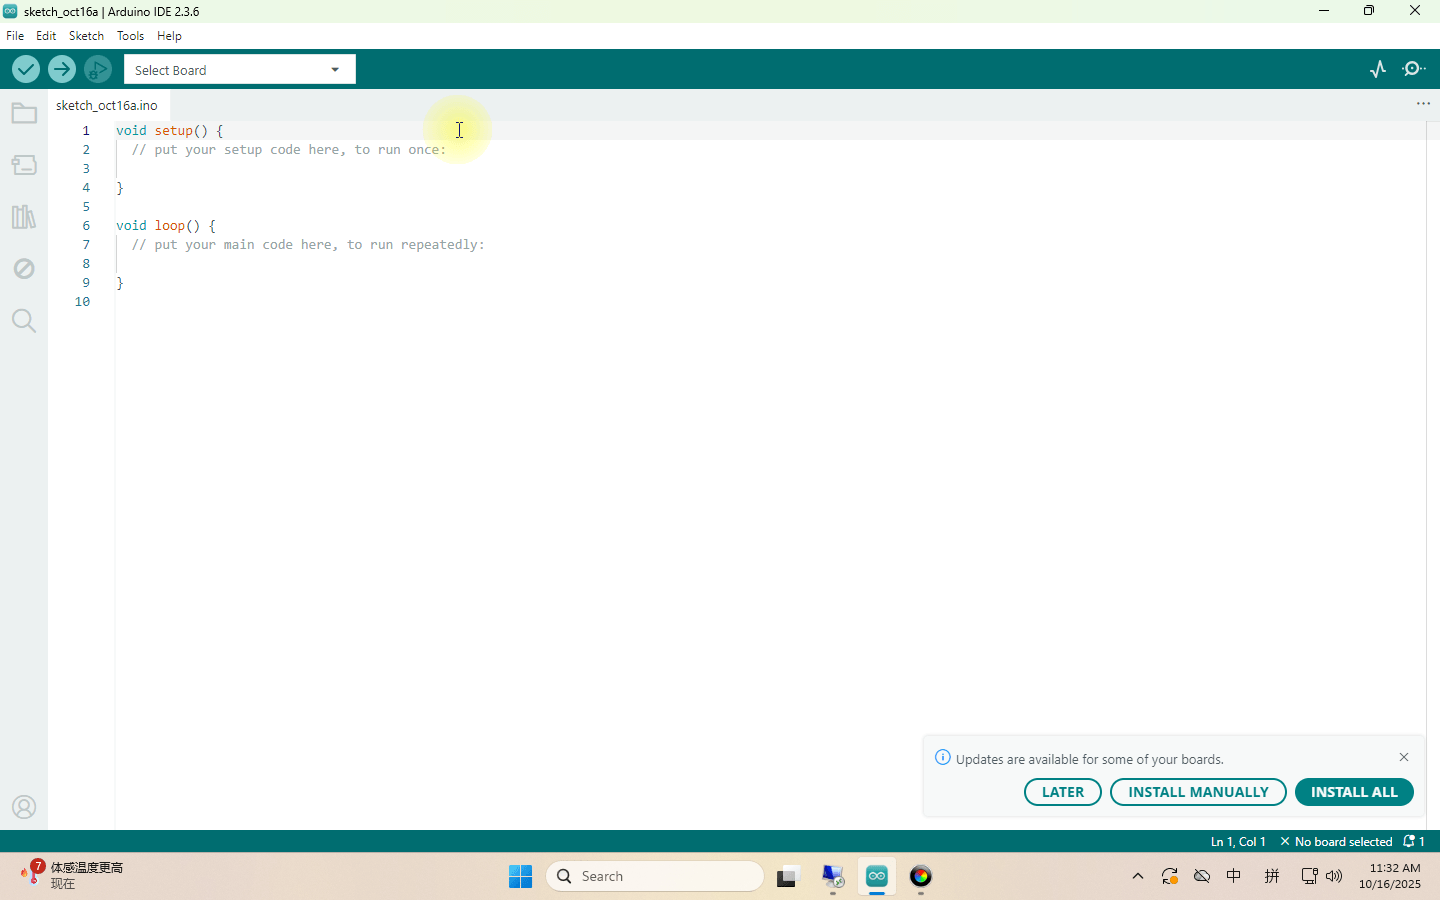 sketch_oct16a | Arduino IDE 2.3.6
File Edit Sketch Tools Help
Select Board
sketch_oct16a.ino
1 void setup() {
2 // put your setup code here, to run once:
3
4 }
5
6 void loop() {
7 // put your main code here, to run repeatedly:
8
9 }
10
Updates are available for some of your boards.
LATER INSTALL MANUALLY INSTALL ALL
Ln 1, Col 1 No board selected 1
7 体感温度更高
现在
Search
中 拼
11:32 AM
10/16/2025